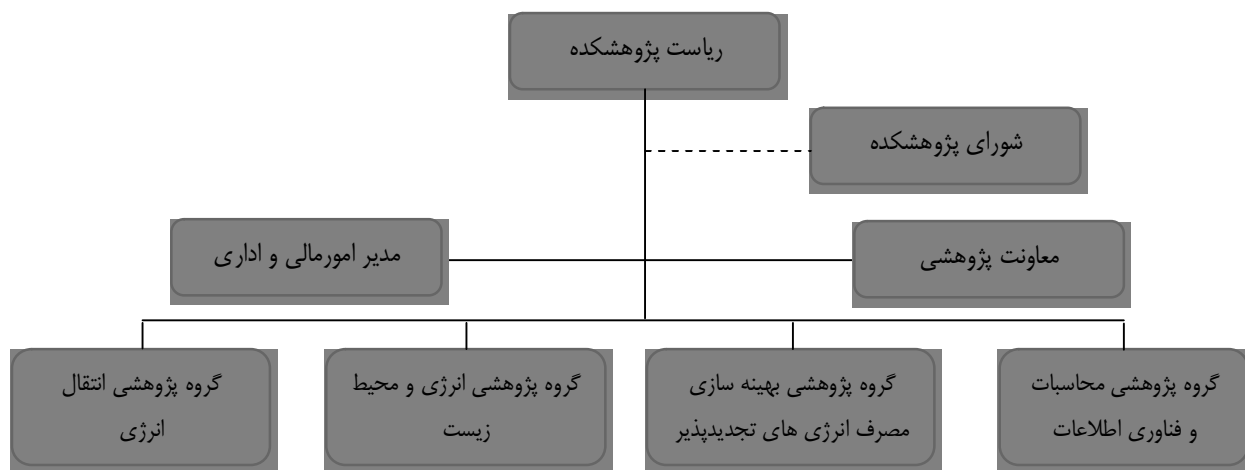 ریاست پژوهشکده
شورای پژوهشکده
معاونت پژوهشی
مدیر امورمالی و اداری
گروه پژوهشی محاسبات
و فناوری اطلاعات
گروه پژوهشی بهینه سازی
مصرف انرژی های تجدیدپذیر
گروه پژوهشی انرژی و محیط
زیست
گروه پژوهشی انتقال
انرژی